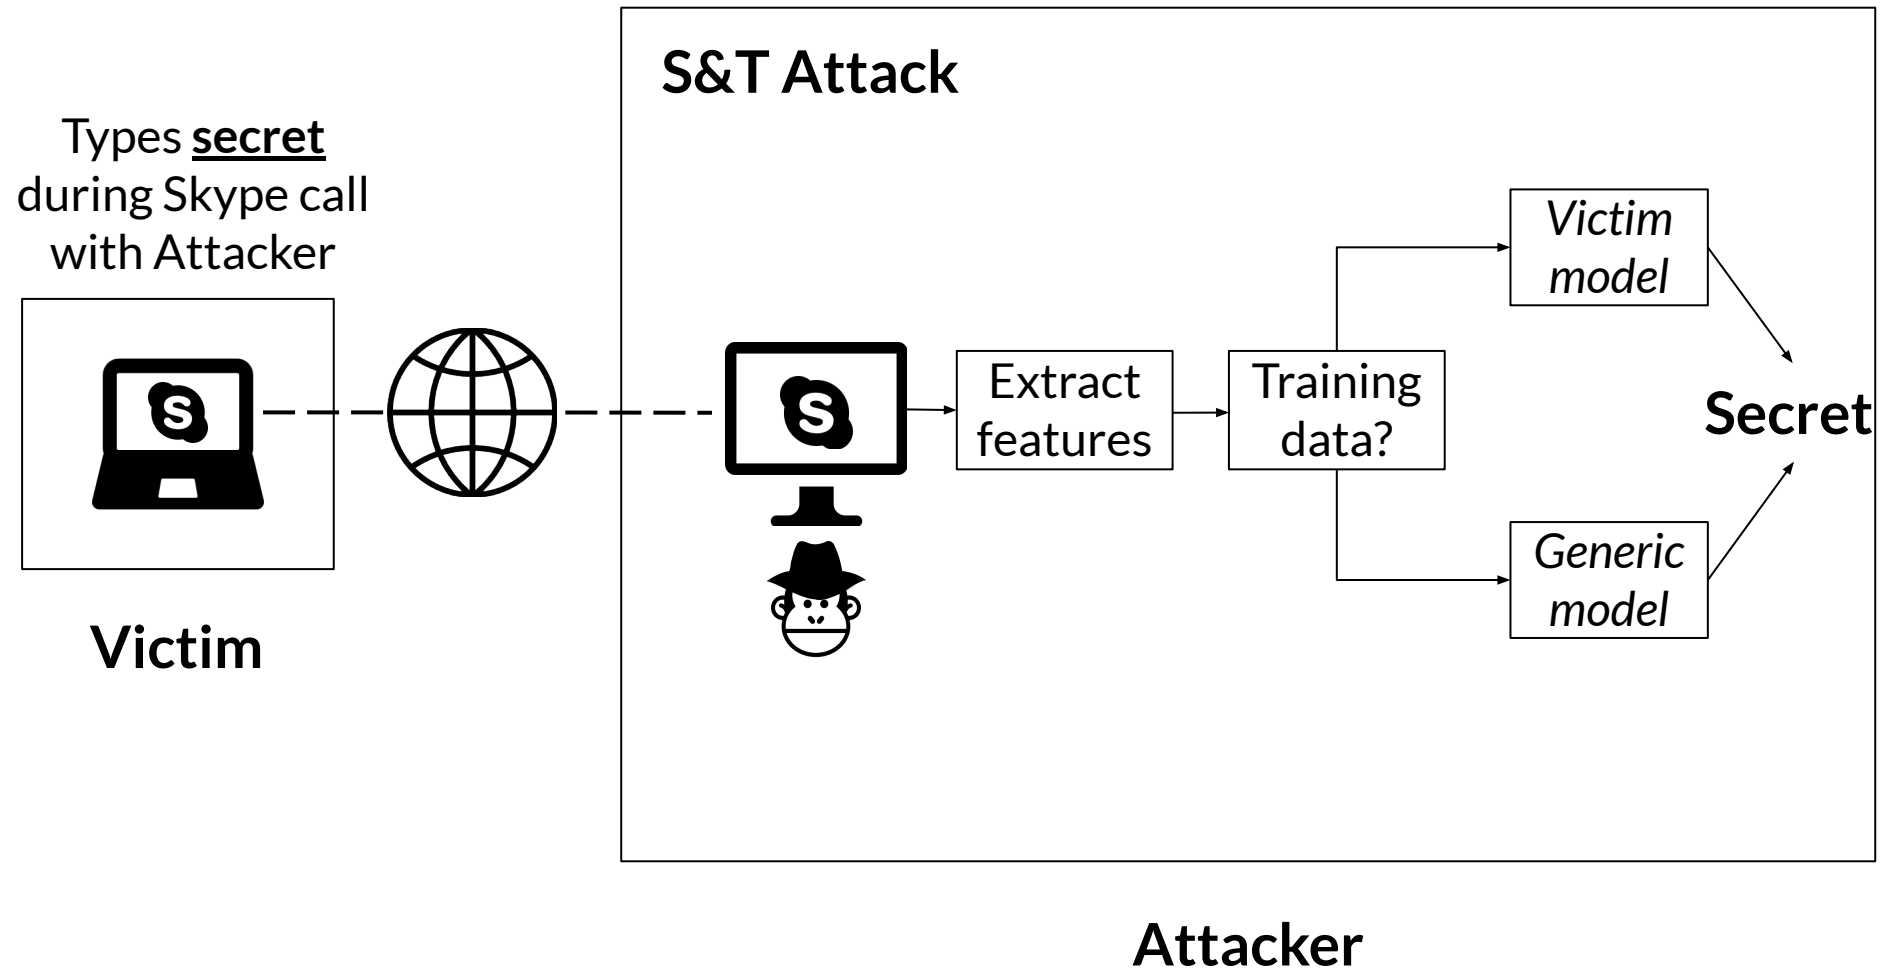 S&T Attack
Types secret
during Skype call
with Attacker
Victim
S
S
Extract
features
Training
data?
Victim
model
Generic
model
Secret
Attacker